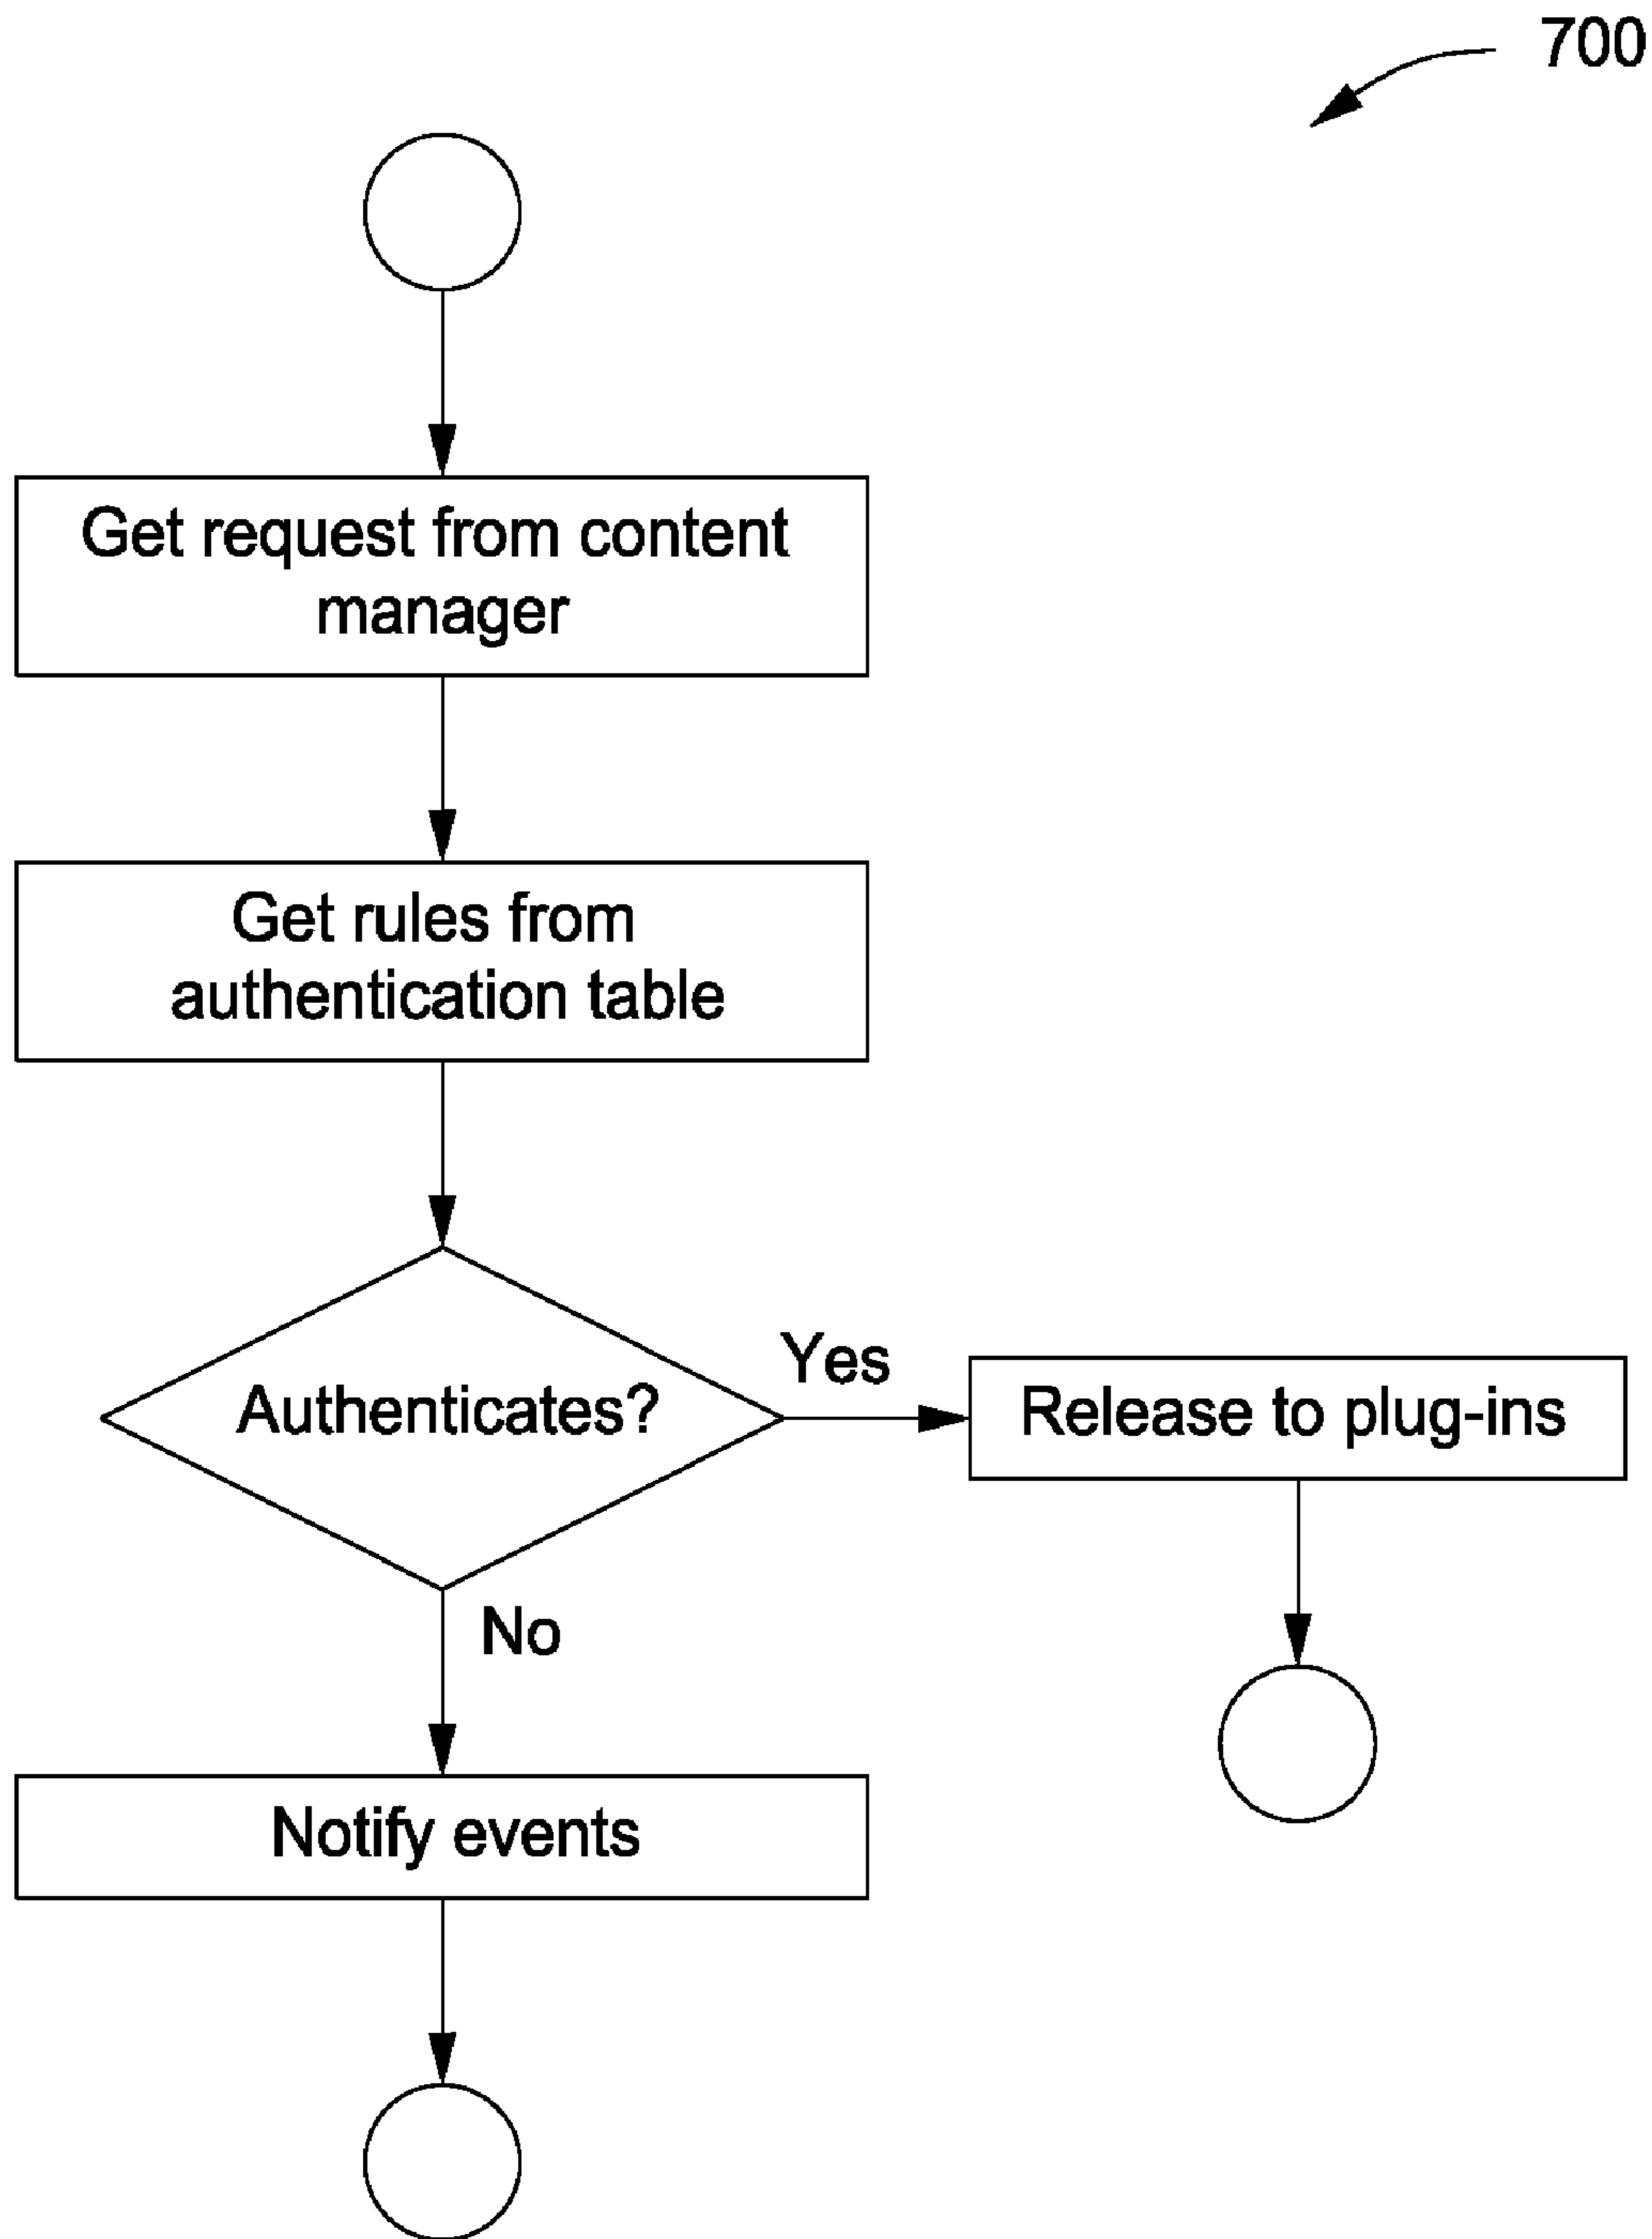 700
Get request from content
manager
Get rules from
authentication table
Authenticates?
Yes
Release to plug-ins
No
Notify events